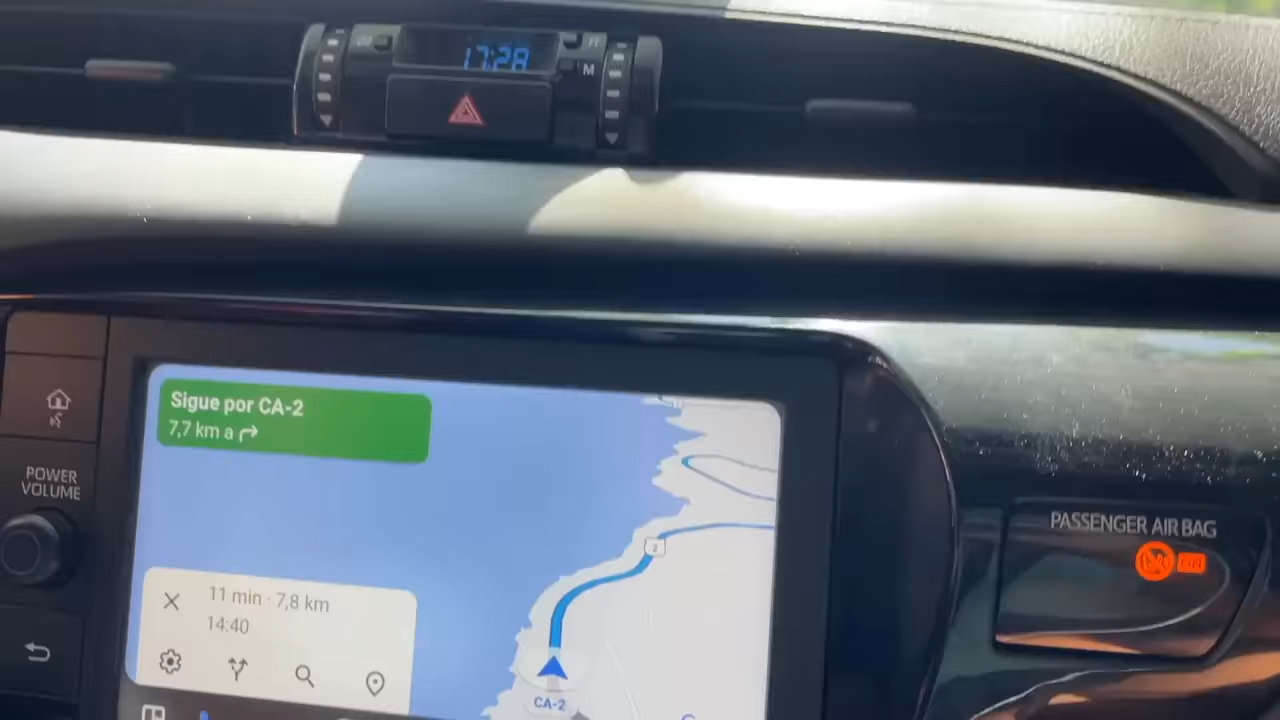 17:28
H
M
Sigue por CA-2
7,7 km a
POWER
VOLUME
2
PASSENGER AIR BAG
OFF
11 min · 7,8 km
14:40
CA-2